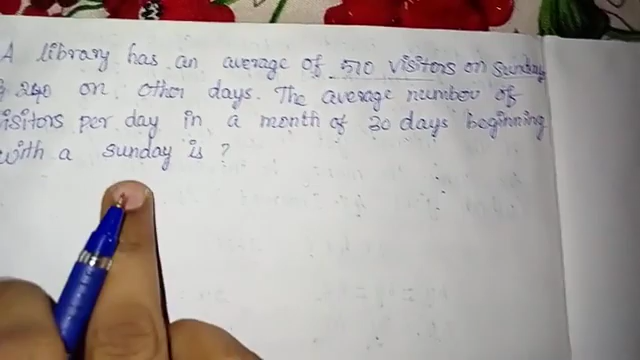 A library has an average of 510 visitors on Sunday
& 240 on other days. The average number of
visitors per day in a month of 30 days beginning
with a sunday is ?